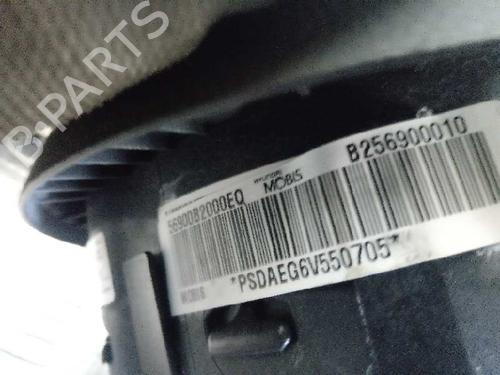 B-PARTS
56900B2000EQ
HYUNDAI
MOBIS
B256900010
*PSDAEG6V550705*